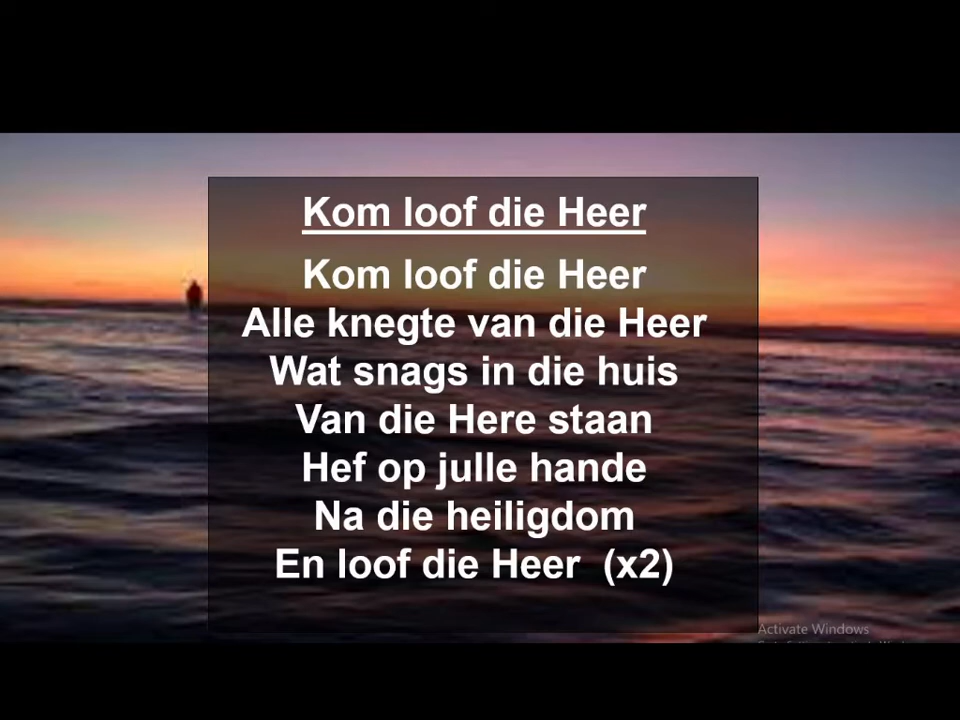 Kom loof die Heer
Kom loof die Heer
Alle knegte van die Heer
Wat snags in die huis
Van die Here staan
Hef op julle hande
Na die heiligdom
En loof die Heer (x2)
Activate Windows